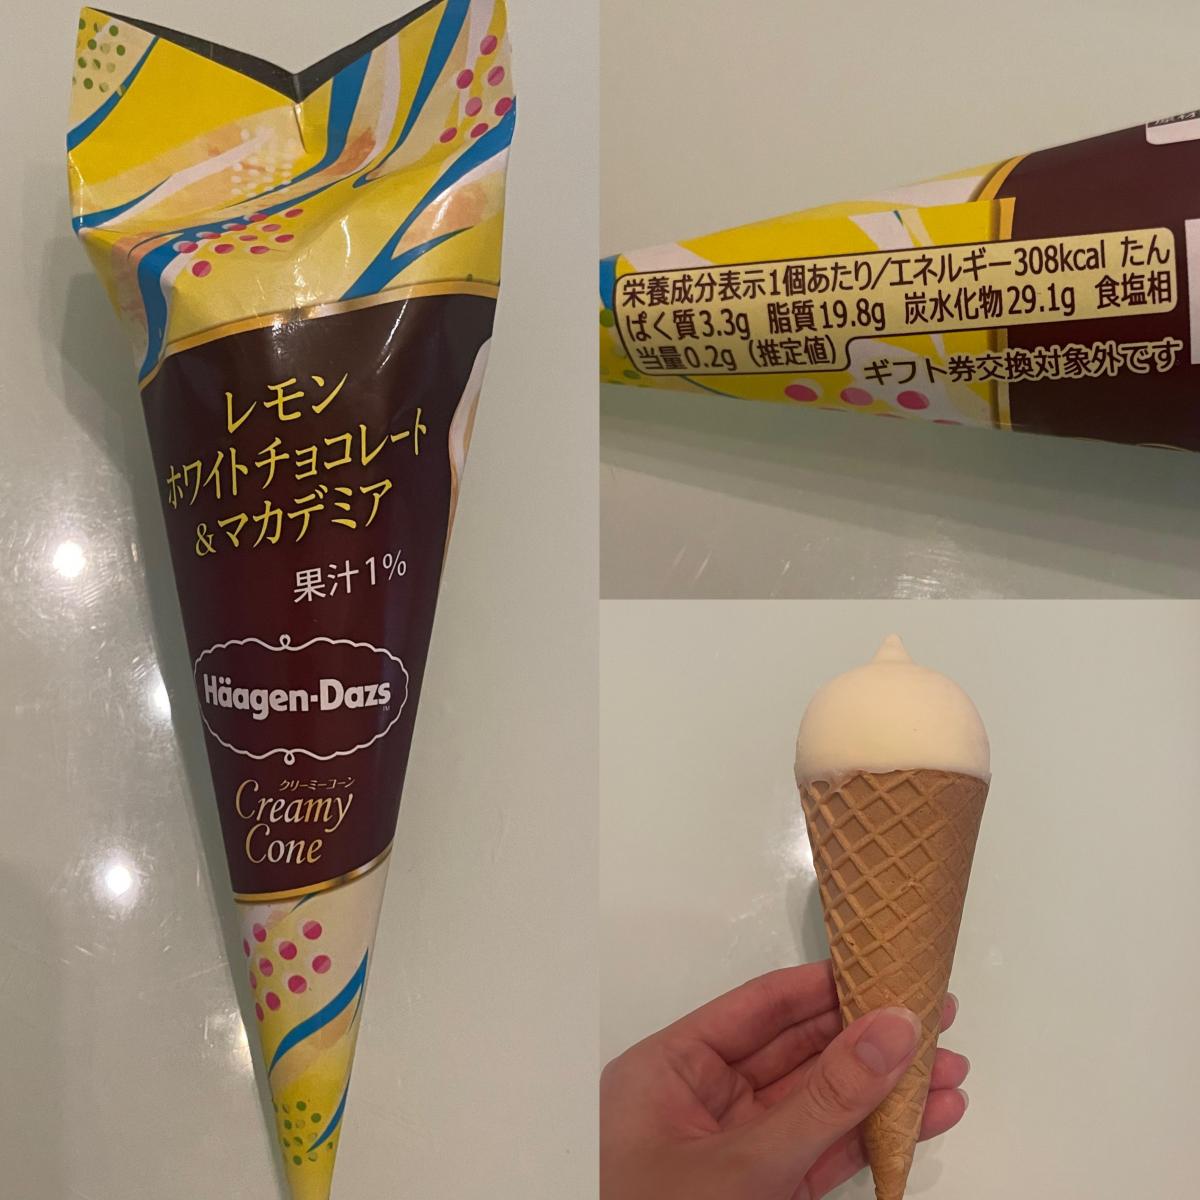 レモン
ホワイトチョコレート
&マカデミア
果汁1%
Häagen-Dazs
TM
クリーミーコーン
Creamy
Cone
栄養成分表示1個あたり/エネルギー308kcal たん
ぱく質3.3g 脂質19.8g 炭水化物29.1g 食塩相
当量0.2g (推定値)
ギフト券交換対象外です